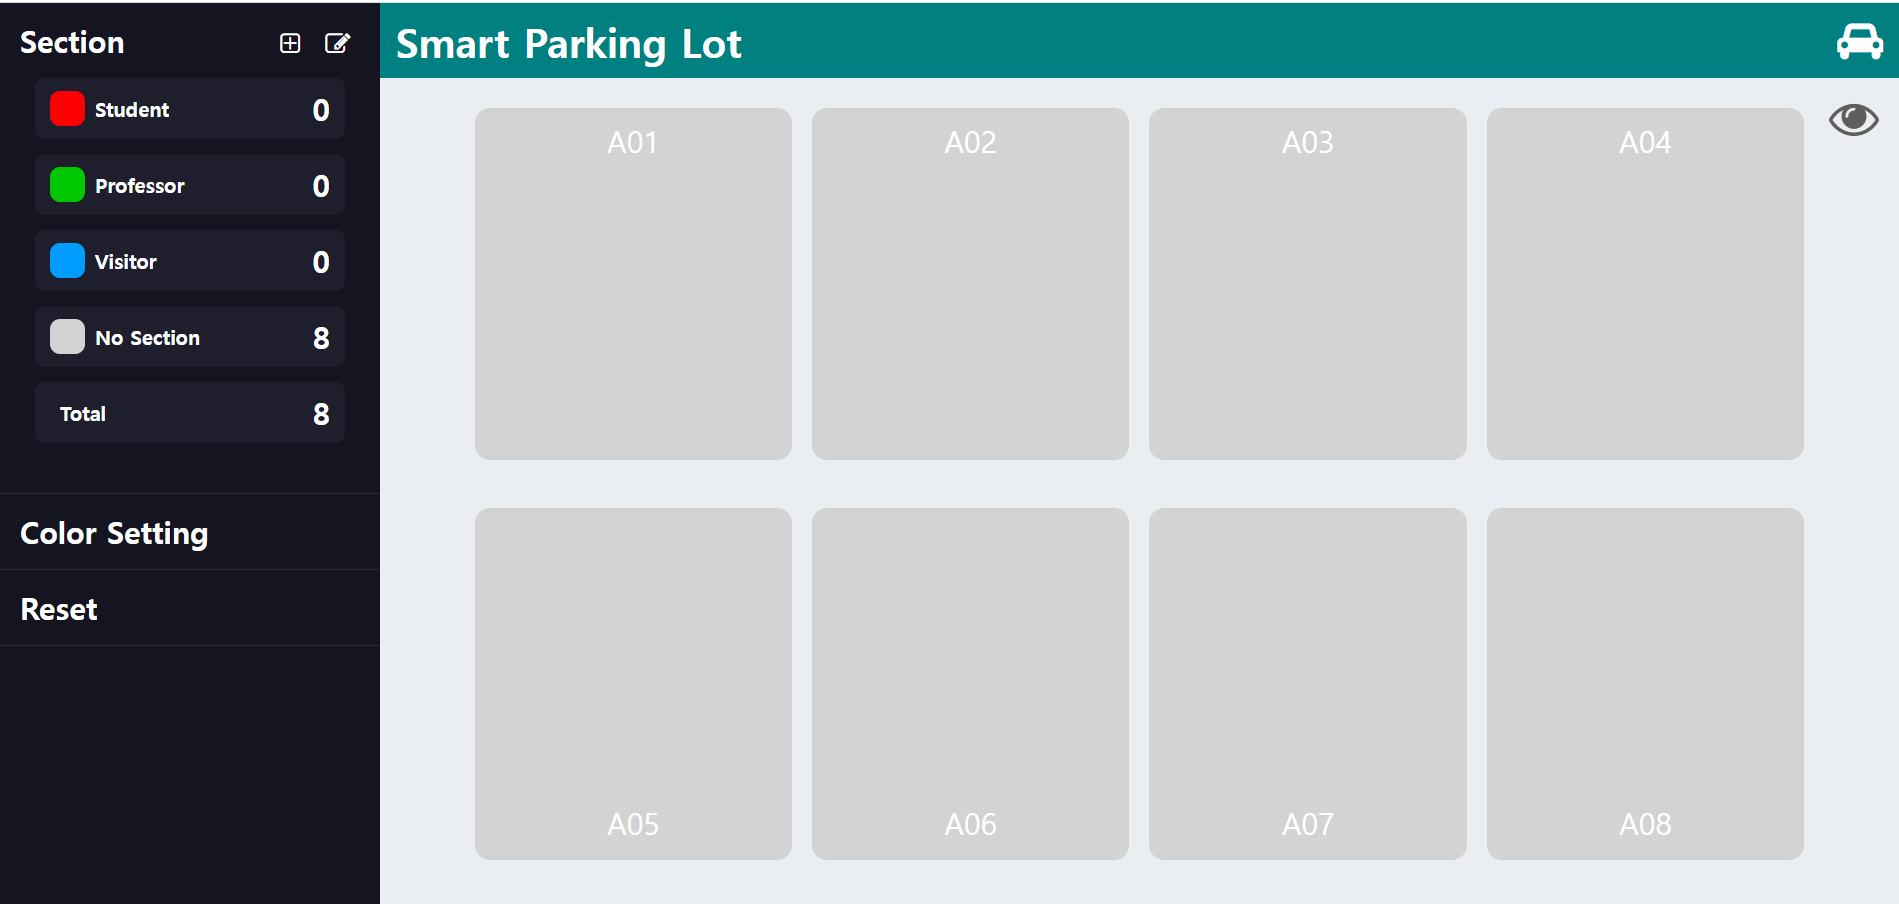 Section
Student 0
Professor 0
Visitor 0
No Section 8
Total 8
Color Setting
Reset
Smart Parking Lot
A01 A02 A03 A04
A05 A06 A07 A08